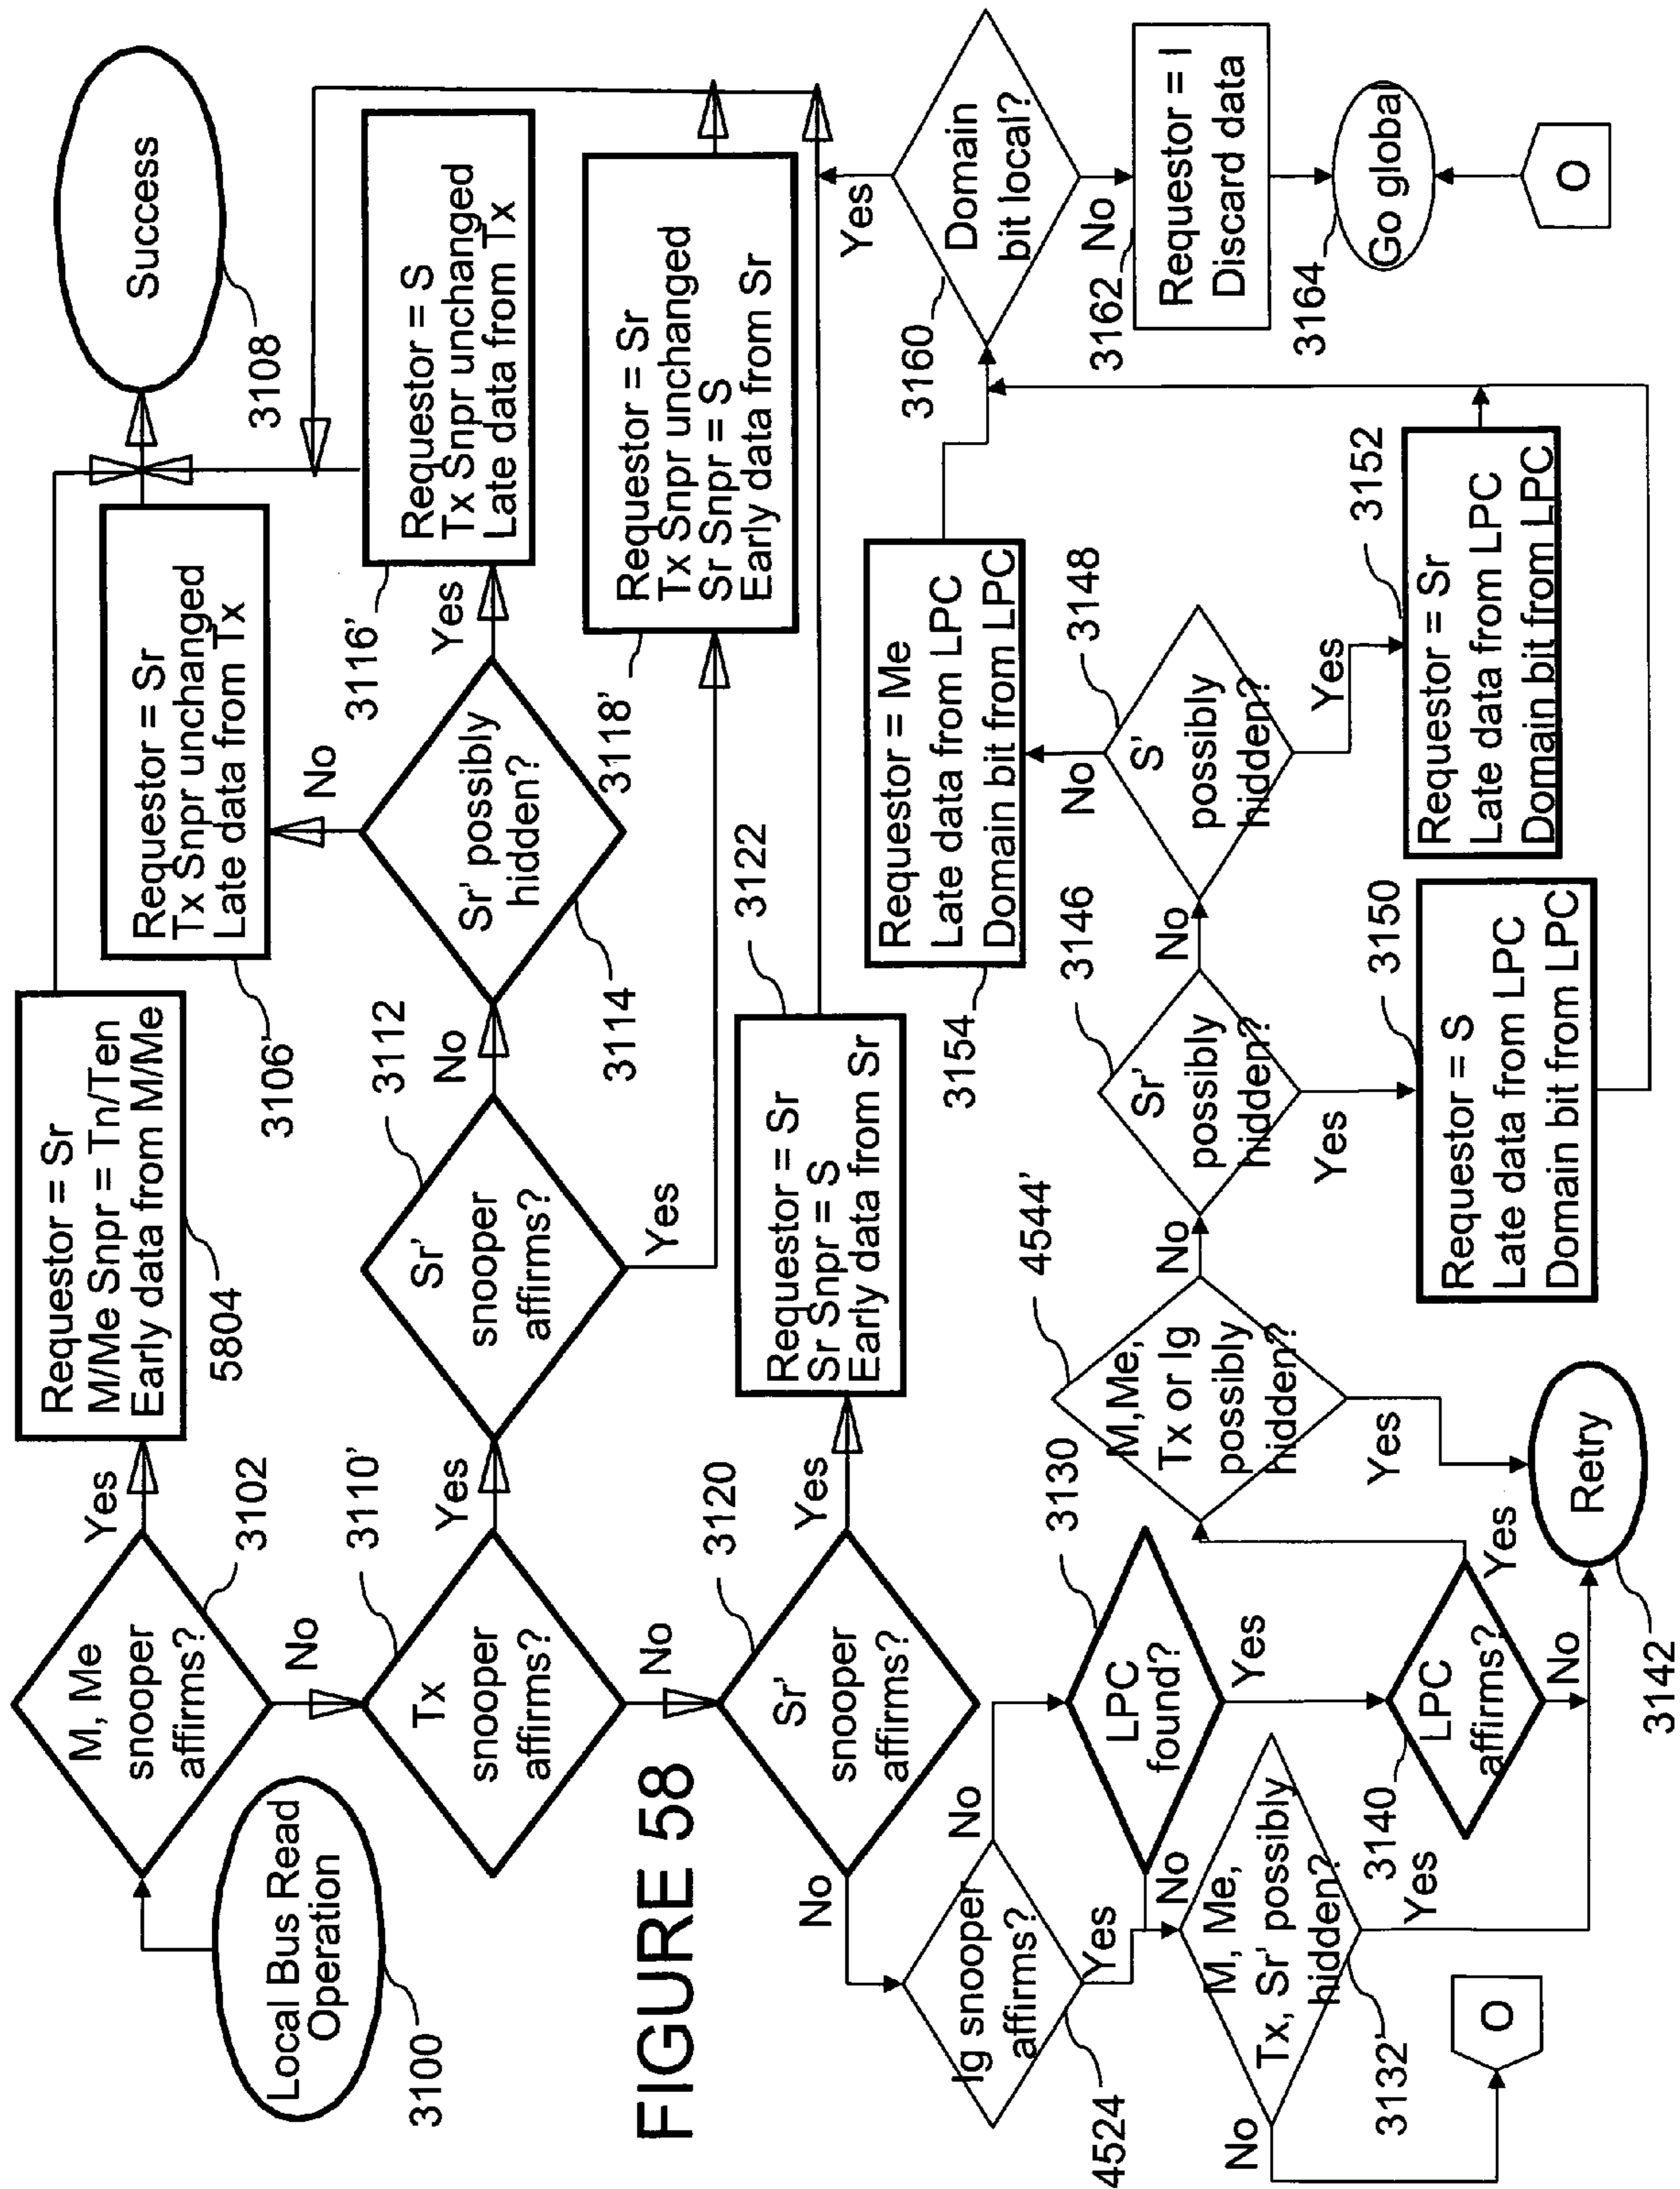 Local Bus Read
Operation
3100
M, Me
snooper
affirms?
3102
Yes
No
Requestor = Sr
M/Me Snpr = Tn/Ten
Early data from M/Me
5804
Success
3108
Tx
snooper
affirms?
3110'
Yes
No
Sr'
snooper
affirms?
3112
No
Yes
Sr' possibly
hidden?
3114
No
Yes
Requestor = Sr
Tx Snpr unchanged
Late data from Tx
3106'
Requestor = S
Tx Snpr unchanged
Late data from Tx
3116'
Requestor = Sr
Tx Snpr unchanged
Sr Snpr = S
Early data from Sr
3118'
Sr'
snooper
affirms?
3120
Yes
No
Requestor = Sr
Sr Snpr = S
Early data from Sr
3122
Ig snooper
affirms?
4524
No
Yes
LPC
found?
3130
No
Yes
M, Me,
Tx, Sr' possibly
hidden?
3132'
No
Yes
O
LPC
affirms?
3140
Yes
No
Retry
3142
M,Me,
Tx or Ig
possibly
hidden?
4544'
Yes
No
Sr'
possibly
hidden?
3146
No
Yes
S'
possibly
hidden?
3148
No
Yes
Requestor = S
Late data from LPC
Domain bit from LPC
3150
Requestor = Sr
Late data from LPC
Domain bit from LPC
3152
Requestor = Me
Late data from LPC
Domain bit from LPC
3154
Domain
bit local?
3160
Yes
No
Requestor = I
Discard data
3162
Go global
3164
O
FIGURE 58